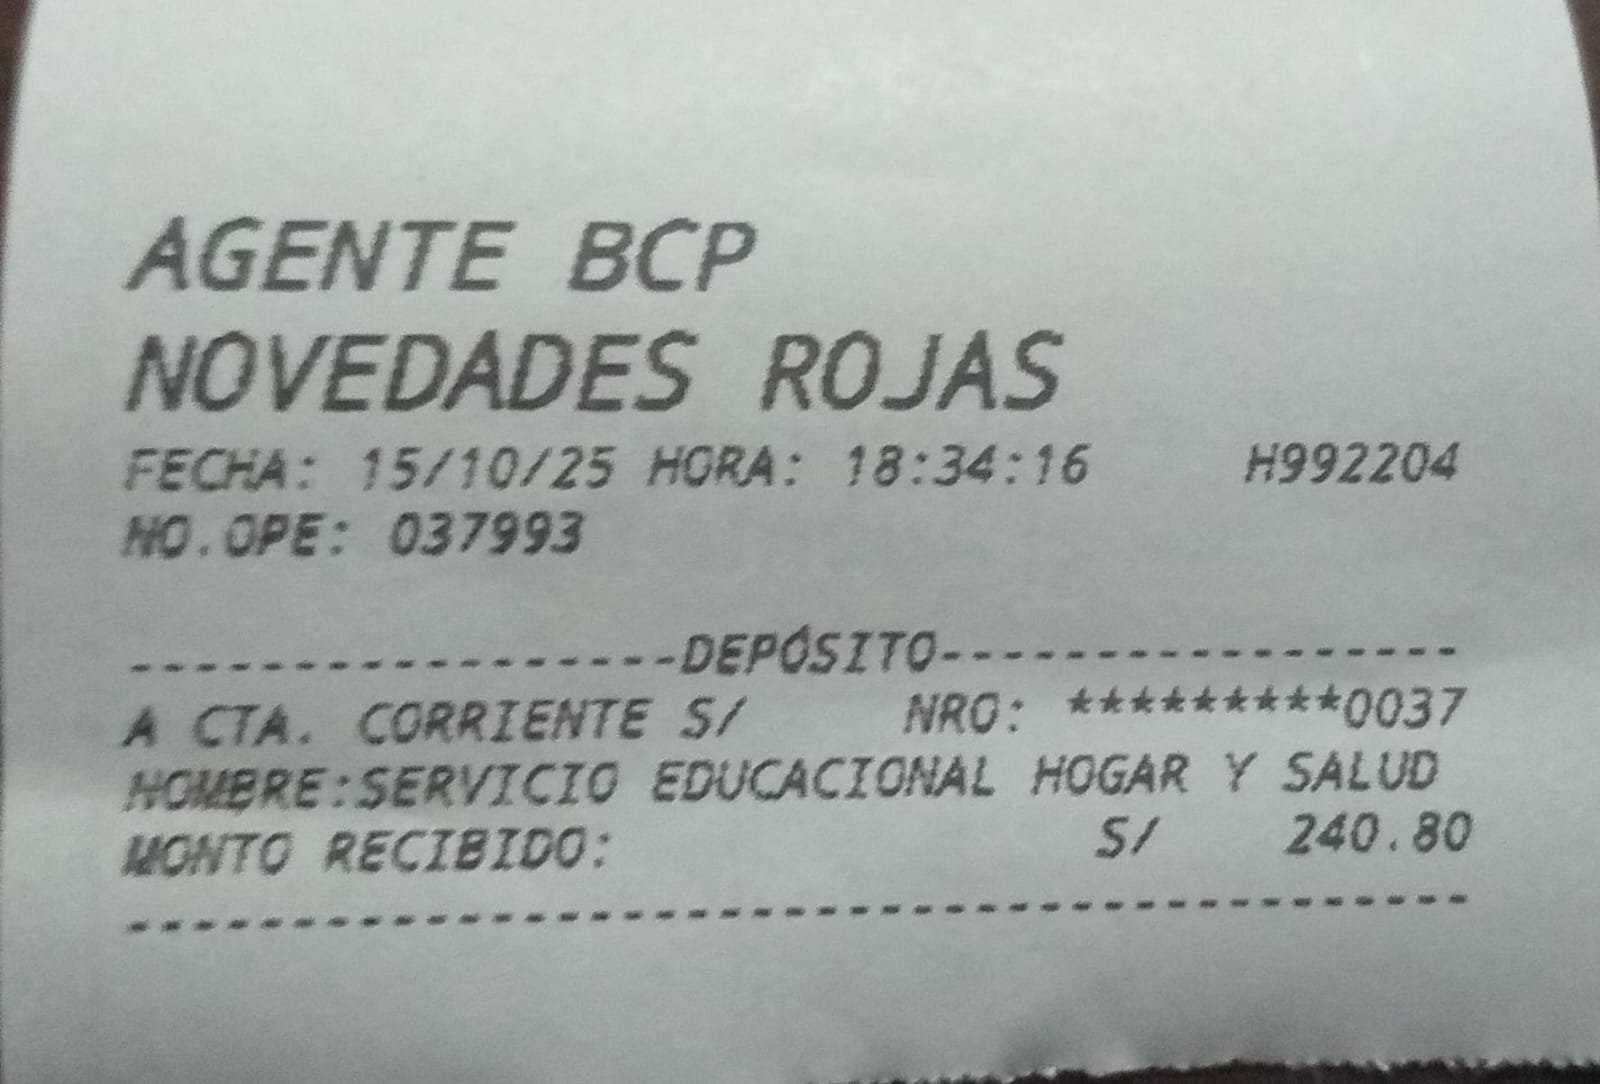 AGENTE BCP
NOVEDADES ROJAS
FECHA: 15/10/25 HORA: 18:34:16 H992204
NO.OPE: 037993
-----------------DEPÓSITO-----------------
A CTA. CORRIENTE S/ NRO: *********0037
NOMBRE:SERVICIO EDUCACIONAL HOGAR Y SALUD
MONTO RECIBIDO: S/ 240.80
------------------------------------------